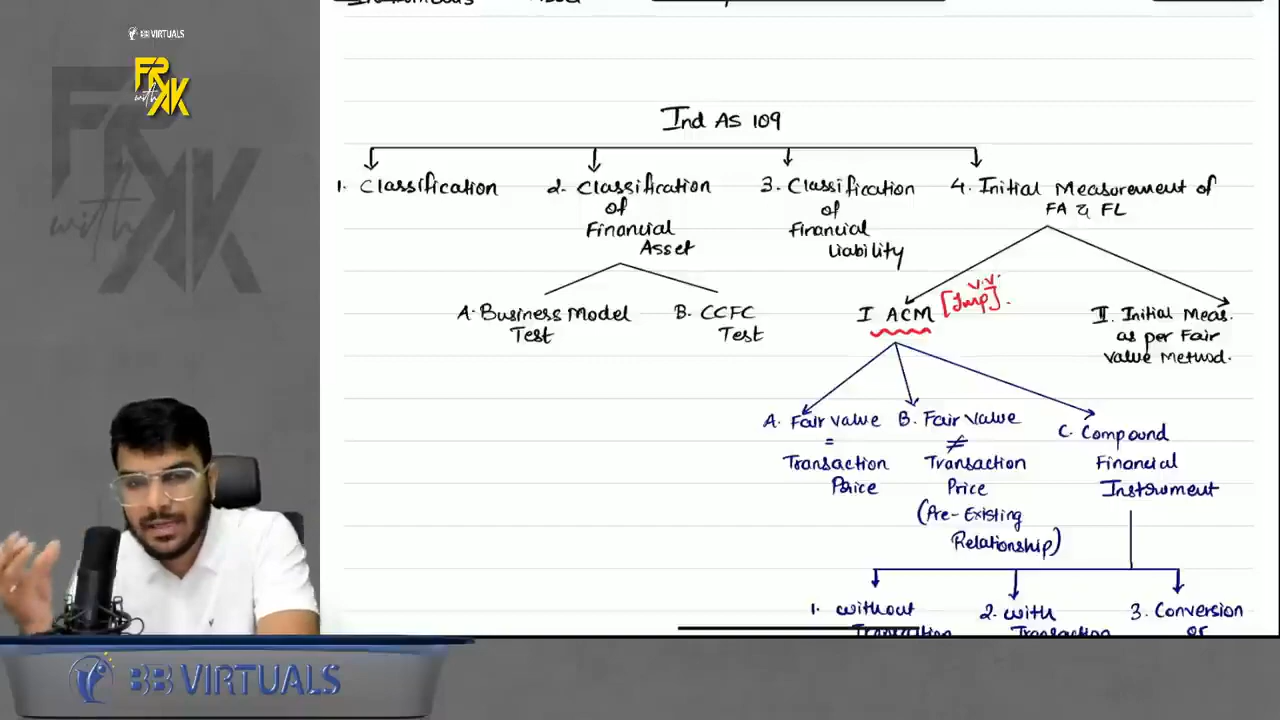 BB VIRTUALS
FR
with
KK
Ind AS 109
1. Classification
2. Classification
of
Financial
Asset
3. Classification
of
Financial
Liability
4. Initial Measurement of
FA & FL
A. Business Model
Test
B. CCFC
Test
I ACM
[Imp]
V.V.
II. Initial Meas.
as per Fair
Value Method.
A. Fair value
=
Transaction
Price
B. Fair value
≠
Transaction
Price
(Pre-Existing
Relationship)
C. Compound
Financial
Instrument
1. without
Transaction
2. with
Transaction
3. Conversion
or
BB VIRTUALS